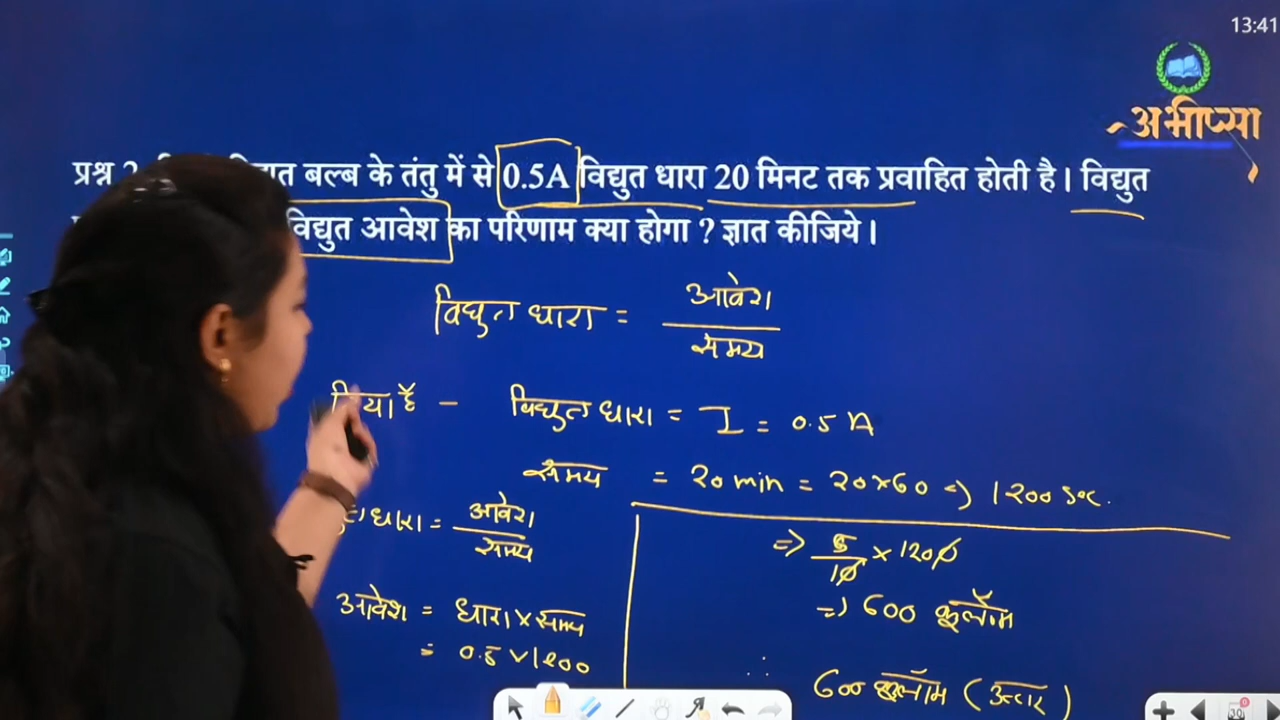 13:41
अभीप्सा
प्रश्न बल्ब के तंतु में से 0.5A विद्युत धारा 20 मिनट तक प्रवाहित होती है। विद्युत
विद्युत आवेश का परिणाम क्या होगा ? ज्ञात कीजिये।
विद्युत धारा = आवेश / समय
दिया है – विद्युत धारा = I = 0.5 A
समय = 20 min = 20×60 => 1200 sec.
धारा = आवेश / समय
आवेश = धारा × समय
= 0.5 × 1200
=> 5/10 × 1200
=> 600 कूलॉम
∴ 600 कूलॉम (उत्तर)